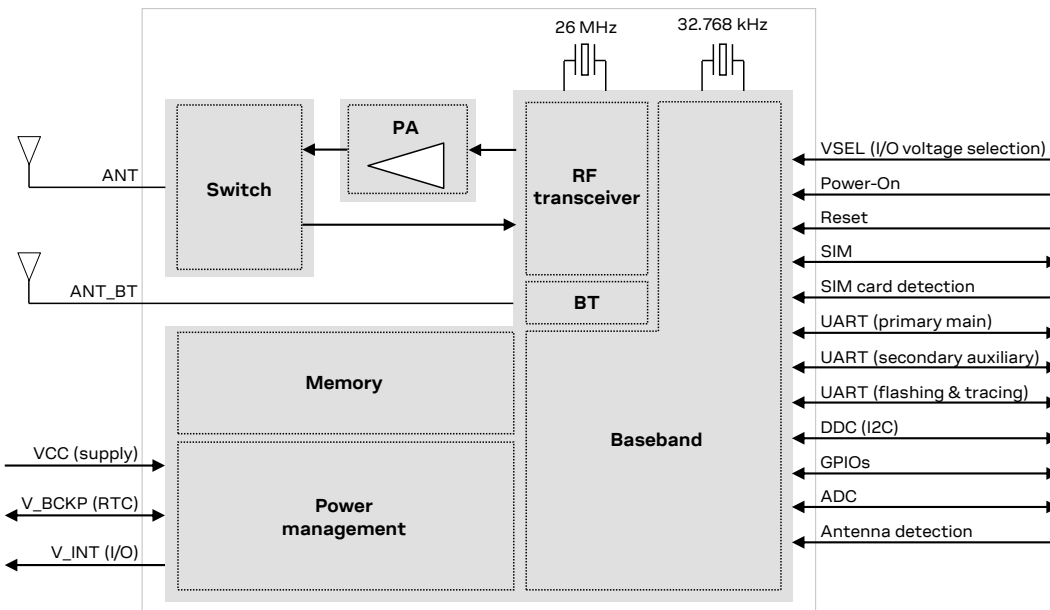 26 MHz
32.768 kHz
PA
ANT
Switch
RF
transceiver
ANT_BT
BT
Memory
Baseband
VCC (supply)
V_BCKP (RTC)
V_INT (I/O)
Power
management
VSEL (I/O voltage selection)
Power-On
Reset
SIM
SIM card detection
UART (primary main)
UART (secondary auxiliary)
UART (flashing & tracing)
DDC (I2C)
GPIOs
ADC
Antenna detection